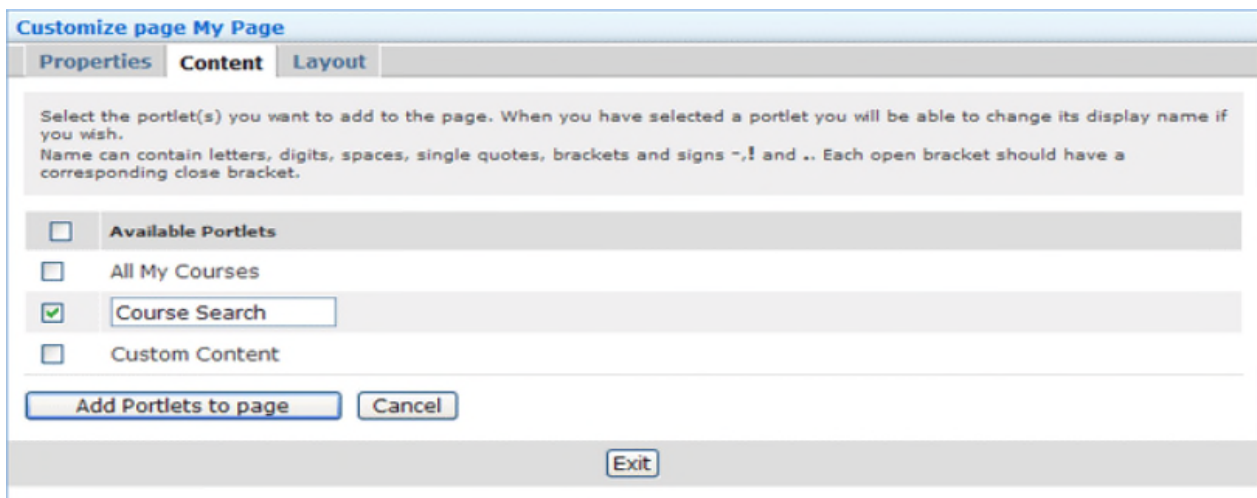 Customize page My Page
Properties Content Layout
Select the portlet(s) you want to add to the page. When you have selected a portlet you will be able to change its display name if
you wish.
Name can contain letters, digits, spaces, single quotes, brackets and signs -,! and .. Each open bracket should have a
corresponding close bracket.
Available Portlets
All My Courses
Course Search
Custom Content
Add Portlets to page Cancel
Exit